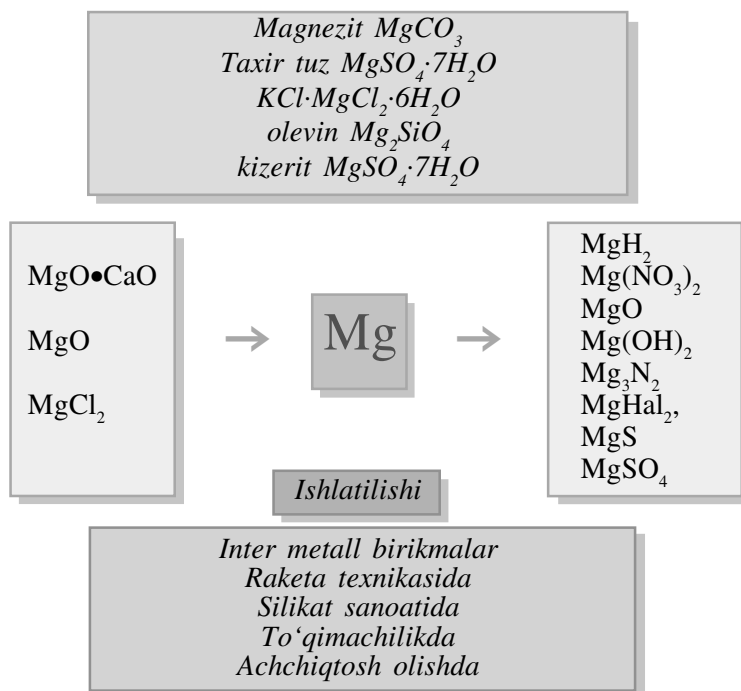 Magnezit MgCO₃
Taxir tuz MgSO₄·7H₂O
KCl·MgCl₂·6H₂O
olevin Mg₂SiO₄
kizerit MgSO₄·7H₂O
MgO•CaO
MgO
MgCl₂
→ Mg →
MgH₂
Mg(NO₃)₂
MgO
Mg(OH)₂
Mg₃N₂
MgHal₂,
MgS
MgSO₄
Ishlatilishi
Inter metall birikmalar
Raketa texnikasida
Silikat sanoatida
To‘qimachilikda
Achchiqtosh olishda